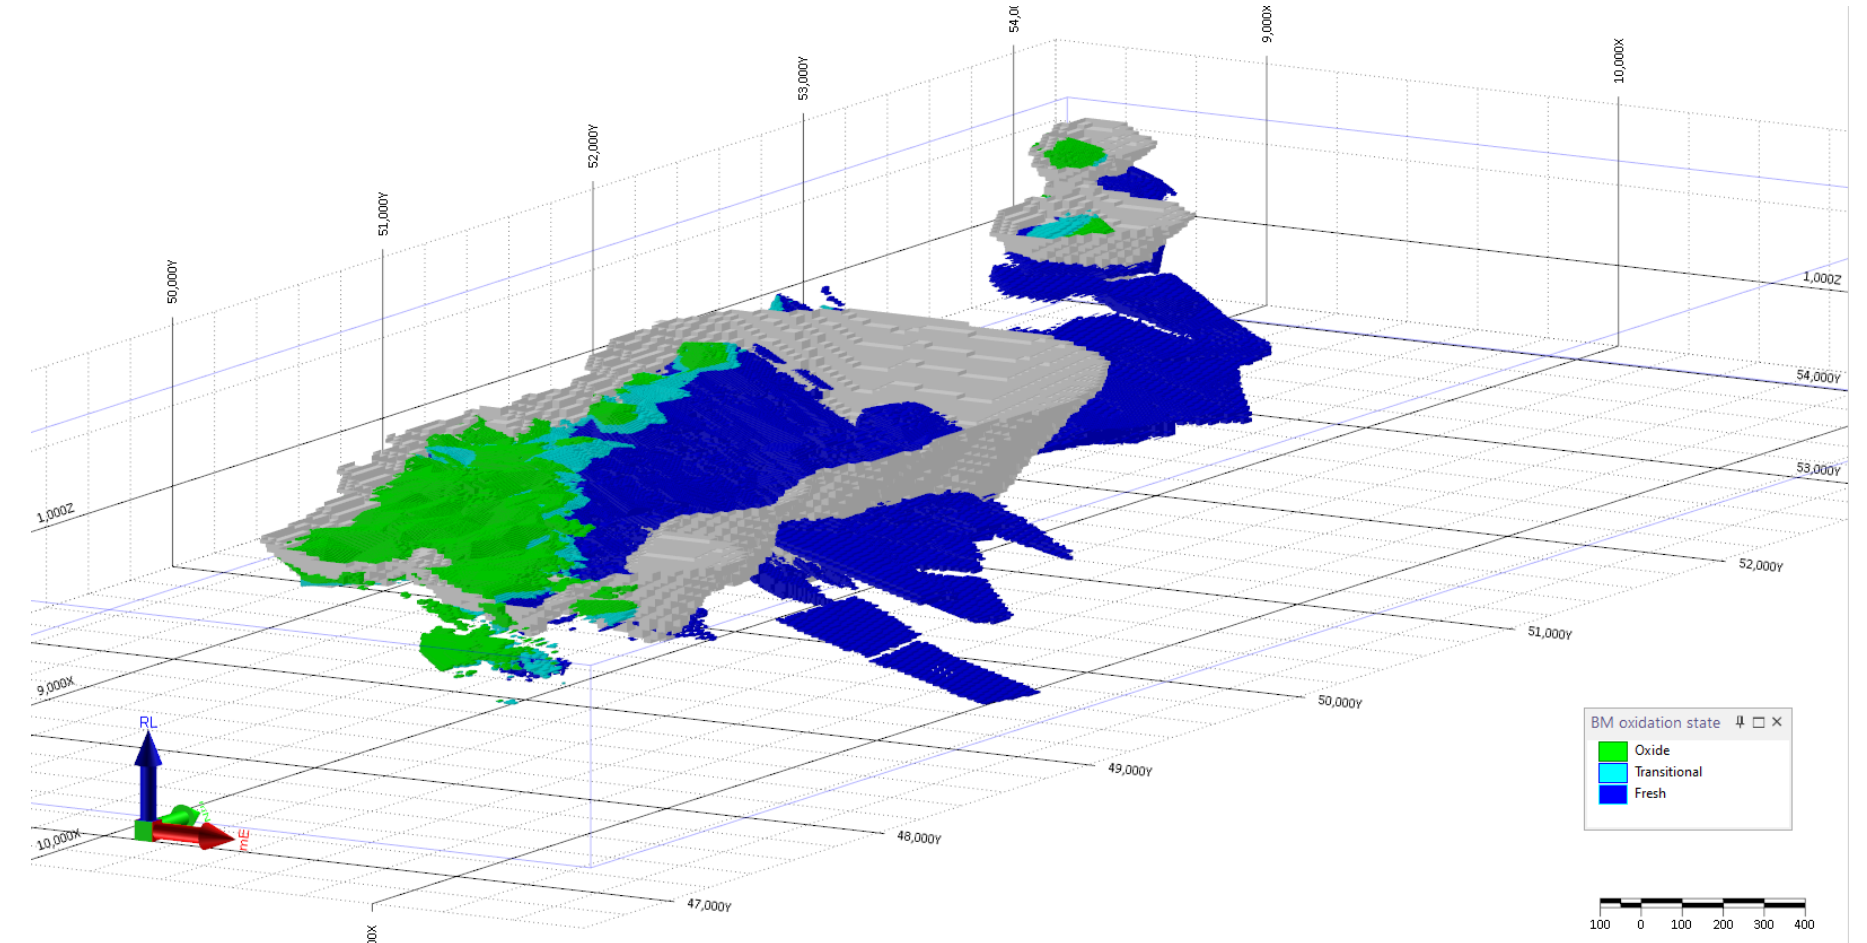 54,0(
9,000X
10,000X
53,000Y
52,000Y
51,000Y
50,000Y
1,000Z
54,000Y
53,000Y
1,000Z
52,000Y
51,000Y
9,000X
50,000Y
RL
BM oxidation state
Oxide
Transitional
Fresh
49,000Y
mE
10,000X
48,000Y
47,000Y
00X
100 0 100 200 300 400